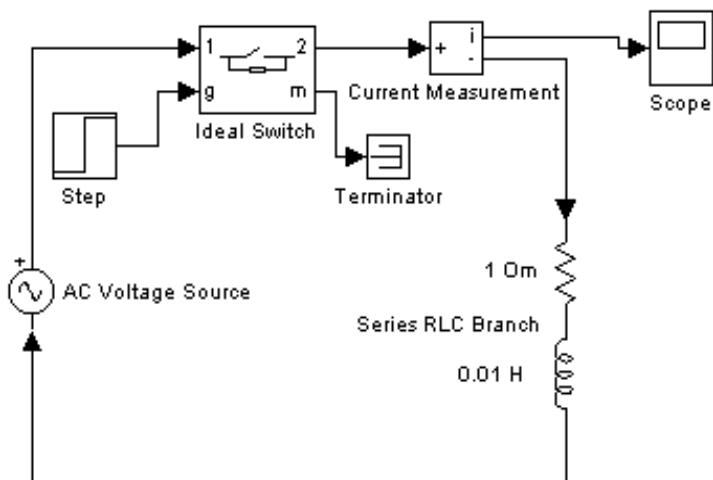 1
2
g
m
Ideal Switch
+
i
-
Current Measurement
Scope
Step
Terminator
+
AC Voltage Source
1 Om
Series RLC Branch
0.01 H